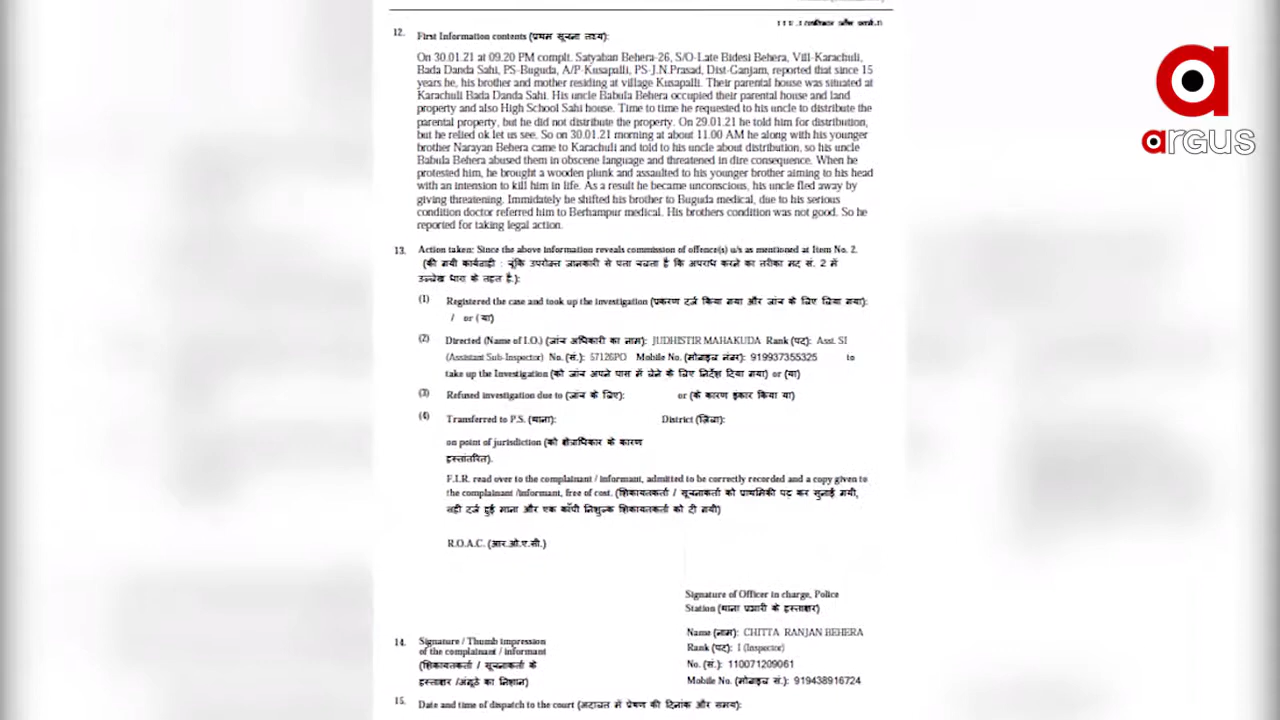 12. First Information contents (प्रथम सूचना तथ्य):
On 30.01.21 at 09.20 PM complt. Satyaban Behera-26, S/O-Late Bidesi Behera, Vill-Karachuli,
Bada Danda Sahi, PS-Buguda, A/P-Kusapalli, PS-J.N.Prasad, Dist-Ganjam, reported that since 15
years he, his brother and mother residing at village Kusapalli. Their parental house was situated at
Karachuli Bada Danda Sahi. His uncle Babula Behera occupied their parental house and land
property and also High School Sahi house. Time to time he requested to his uncle to distribute the
parental property, but he did not distribute the property. On 29.01.21 he told him for distribution,
but he relied ok let us see. So on 30.01.21 morning at about 11.00 AM he along with his younger
brother Narayan Behera came to Karachuli and told to his uncle about distribution, so his uncle
Babula Behera abused them in obscene language and threatened in dire consequence. When he
protested him, he brought a wooden plunk and assaulted to his younger brother aiming to his head
with an intension to kill him in life. As a result he became unconscious, his uncle fled away by
giving threatening. Immidately he shifted his brother to Buguda medical, due to his serious
condition doctor referred him to Berhampur medical. His brothers condition was not good. So he
reported for taking legal action.
13. Action taken: Since the above information reveals commission of offence(s) u/s as mentioned at Item No. 2.
(की गयी कार्यवाही : चूंकि उपरोक्त जानकारी से पता चलता है कि अपराध करने का तरीका मद सं. 2 में
उल्लेख धारा के तहत है.):
(1) Registered the case and took up the investigation (प्रकरण दर्ज किया गया और जांच के लिए लिया गया):
/ or (या)
(2) Directed (Name of I.O.) (जांच अधिकारी का नाम): JUDHISTIR MAHAKUDA Rank (पद): Asst. SI
(Assistant Sub-Inspector) No. (सं.): 57126PO Mobile No. (मोबाइल नंबर): 919937355325 to
take up the Investigation (को जांच अपने पास में लेने के लिए निर्देश दिया गया) or (या)
(3) Refused investigation due to (जांच के लिए): or (के कारण इंकार किया या)
(4) Transferred to P.S. (थाना): District (जिला):
on point of jurisdiction (को क्षेत्राधिकार के कारण
हस्तांतरित).
F.I.R. read over to the complainant / informant, admitted to be correctly recorded and a copy given to
the complainant /informant, free of cost. (शिकायतकर्ता / सूचनाकर्ता को प्राथमिकी पढ़ कर सुनाई गयी,
सही दर्ज हुई माना और एक कॉपी निशुल्क शिकायतकर्ता को दी गयी)
R.O.A.C. (आर.ओ.ए.सी.)
Signature of Officer in charge, Police
Station (थाना प्रभारी के हस्ताक्षर)
Name (नाम): CHITTA RANJAN BEHERA
Rank (पद): I (Inspector)
No. (सं.): 110071209061
Mobile No. (मोबाइल सं.): 919438916724
14. Signature / Thumb impression
of the complainant / informant
(शिकायतकर्ता / सूचनाकर्ता के
हस्ताक्षर /अंगूठे का निशान)
15. Date and time of dispatch to the court (अदालत में प्रेषण की दिनांक और समय):
a
argus